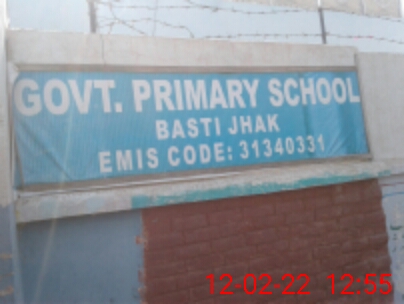 GOVT. PRIMARY SCHOOL
BASTI JHAK
EMIS CODE: 31340331
12-02-22 12:55